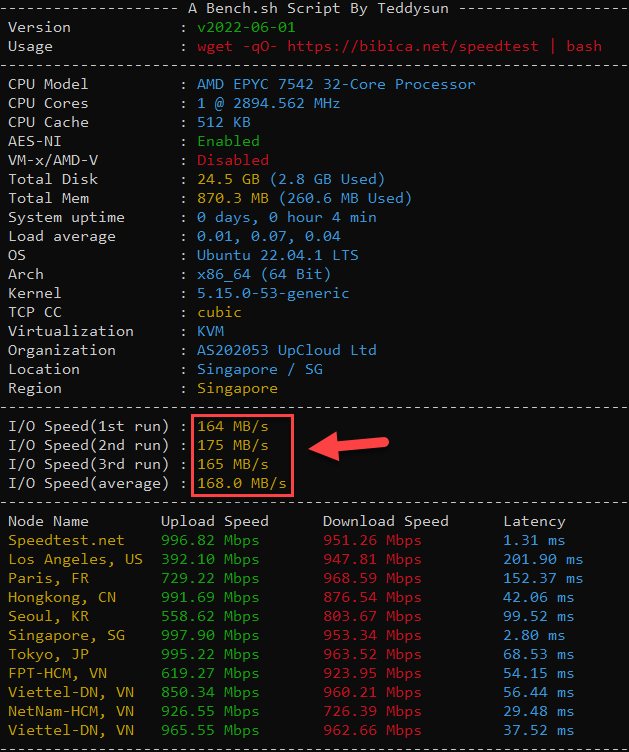 -------------------- A Bench.sh Script By Teddysun -------------------
Version            : v2022-06-01
Usage              : wget -qO- https://bibica.net/speedtest | bash
----------------------------------------------------------------------
CPU Model          : AMD EPYC 7542 32-Core Processor
CPU Cores          : 1 @ 2894.562 MHz
CPU Cache          : 512 KB
AES-NI             : Enabled
VM-x/AMD-V         : Disabled
Total Disk         : 24.5 GB (2.8 GB Used)
Total Mem          : 870.3 MB (260.6 MB Used)
System uptime      : 0 days, 0 hour 4 min
Load average       : 0.01, 0.07, 0.04
OS                 : Ubuntu 22.04.1 LTS
Arch               : x86_64 (64 Bit)
Kernel             : 5.15.0-53-generic
TCP CC             : cubic
Virtualization     : KVM
Organization       : AS202053 UpCloud Ltd
Location           : Singapore / SG
Region             : Singapore
----------------------------------------------------------------------
I/O Speed(1st run) : 164 MB/s
I/O Speed(2nd run) : 175 MB/s
I/O Speed(3rd run) : 165 MB/s
I/O Speed(average) : 168.0 MB/s
----------------------------------------------------------------------
Node Name        Upload Speed      Download Speed      Latency
Speedtest.net    996.82 Mbps       951.26 Mbps         1.31 ms
Los Angeles, US  392.10 Mbps       947.81 Mbps         201.90 ms
Paris, FR        729.22 Mbps       968.59 Mbps         152.37 ms
Hongkong, CN     991.69 Mbps       876.54 Mbps         42.06 ms
Seoul, KR        558.62 Mbps       803.67 Mbps         99.52 ms
Singapore, SG    997.90 Mbps       953.34 Mbps         2.80 ms
Tokyo, JP        995.22 Mbps       963.52 Mbps         68.53 ms
FPT-HCM, VN      619.27 Mbps       923.95 Mbps         54.15 ms
Viettel-DN, VN   850.34 Mbps       960.21 Mbps         56.44 ms
NetNam-HCM, VN   926.55 Mbps       726.39 Mbps         29.48 ms
Viettel-DN, VN   965.55 Mbps       962.66 Mbps         37.52 ms
----------------------------------------------------------------------